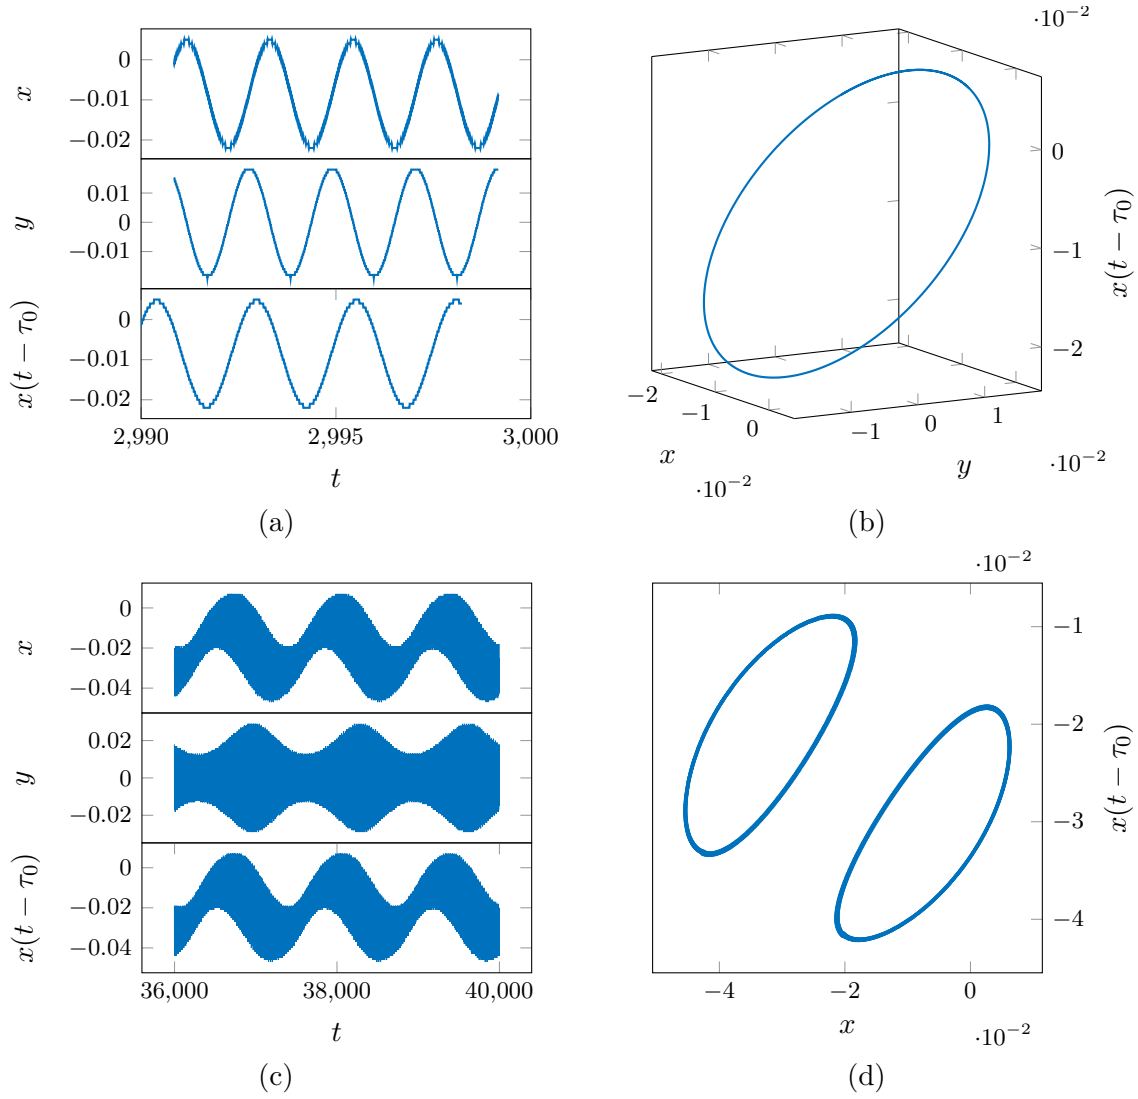 0
−0.01
−0.02
x
0.01
0
−0.01
y
0
−0.01
−0.02
x(t − τ₀)
2,990
2,995
3,000
t
(a)
·10⁻²
0
−1
−2
x(t − τ₀)
−2
−1
0
x
·10⁻²
−1
0
1
y
·10⁻²
(b)
0
−0.02
−0.04
x
0.02
0
−0.02
y
0
−0.02
−0.04
x(t − τ₀)
36,000
38,000
40,000
t
(c)
·10⁻²
−1
−2
−3
−4
x(t − τ₀)
−4
−2
0
x
·10⁻²
(d)